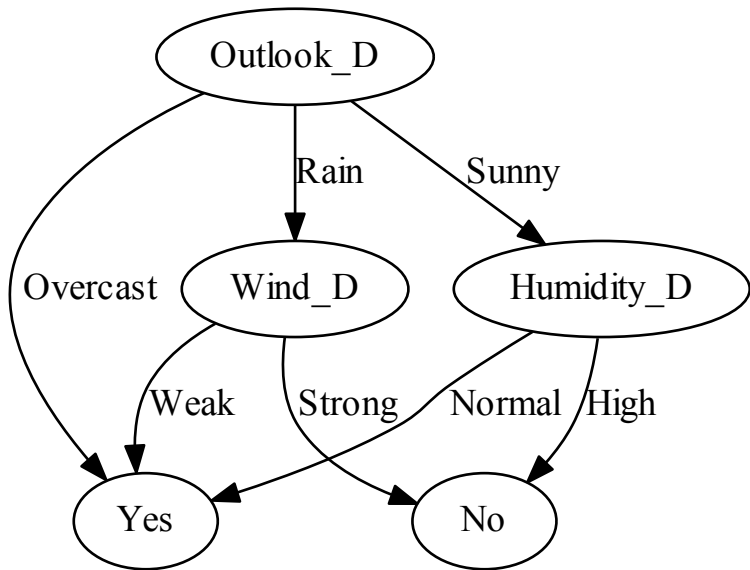 Outlook_D
Rain
Sunny
Overcast
Wind_D
Humidity_D
Weak
Strong
Normal
High
Yes
No